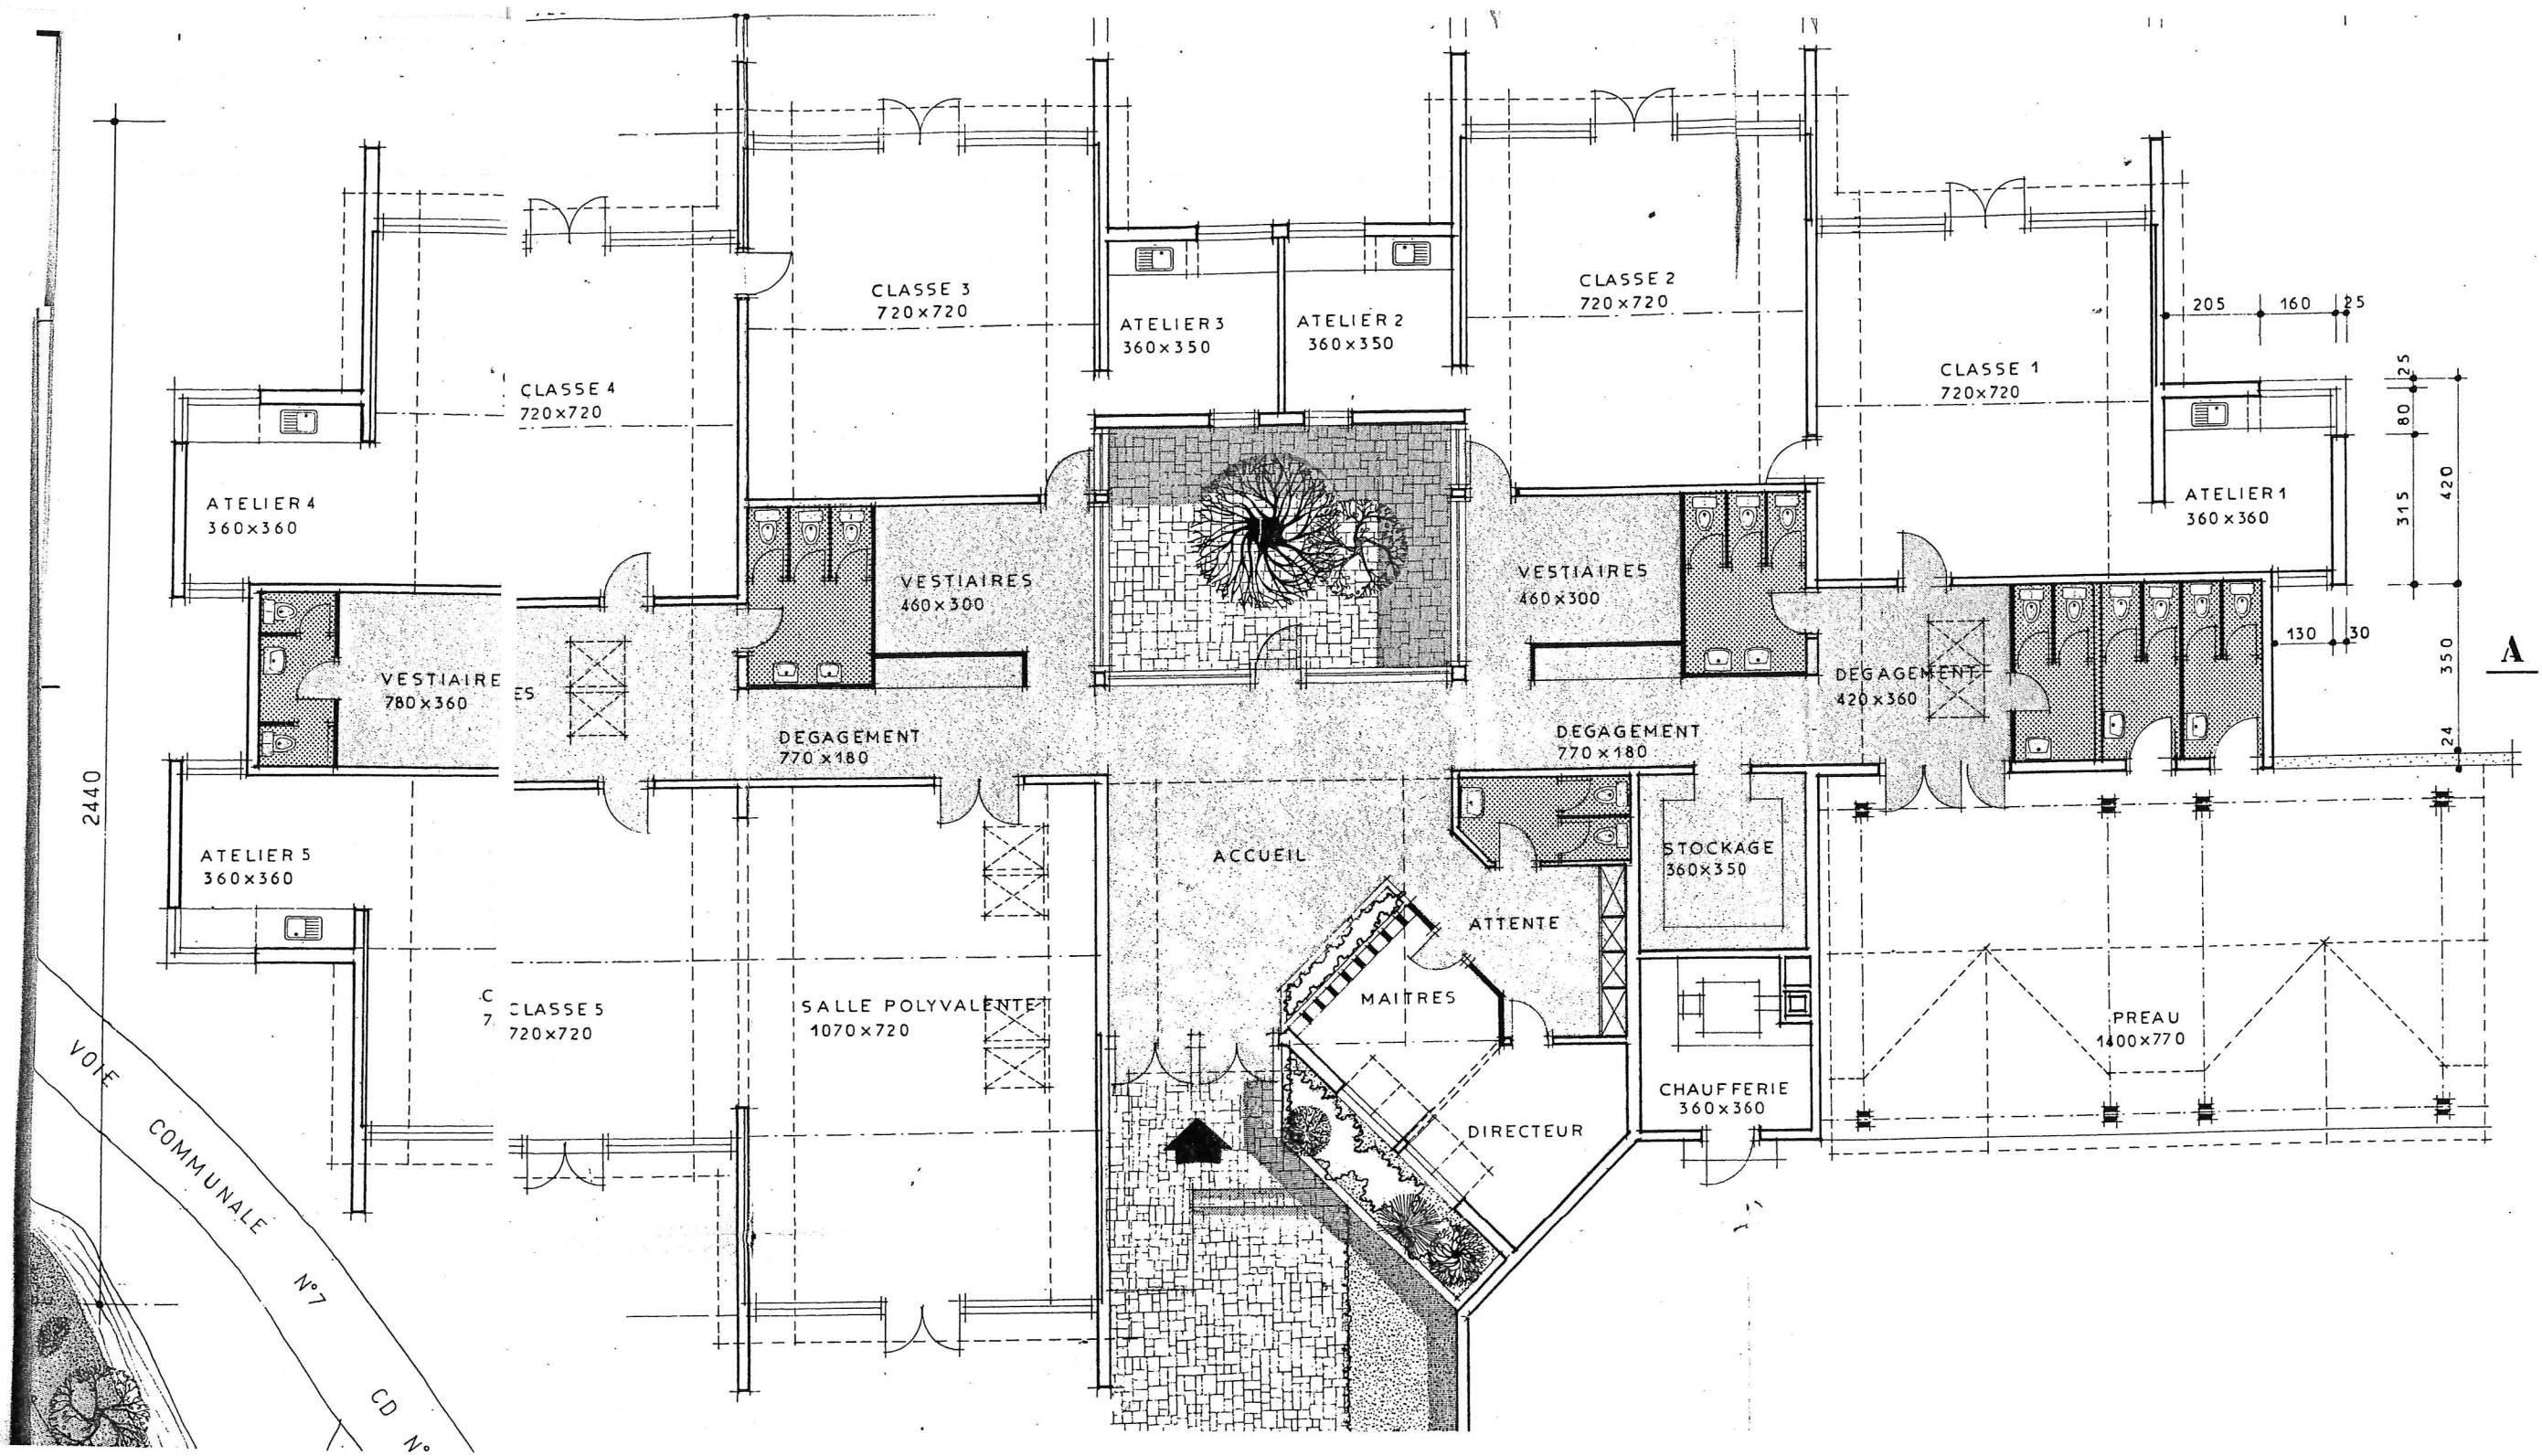 CLASSE 3
720×720
CLASSE 2
720×720
ATELIER 3
360×350
ATELIER 2
360×350
205
160
25
CLASSE 4
720×720
CLASSE 1
720×720
25
80
420
315
ATELIER 4
360×360
ATELIER 1
360×360
VESTIAIRES
460×300
VESTIAIRES
460×300
130
30
350
24
A
VESTIAIRE
ES
780×360
DEGAGEMENT
420×360
DEGAGEMENT
770×180
DEGAGEMENT
770×180
2440
ATELIER 5
360×360
ACCUEIL
STOCKAGE
360×350
ATTENTE
MAITRES
C
7
CLASSE 5
720×720
SALLE POLYVALENTE
1070×720
PREAU
1400×770
CHAUFFERIE
360×360
DIRECTEUR
VOIE
COMMUNALE
N°7
CD N°